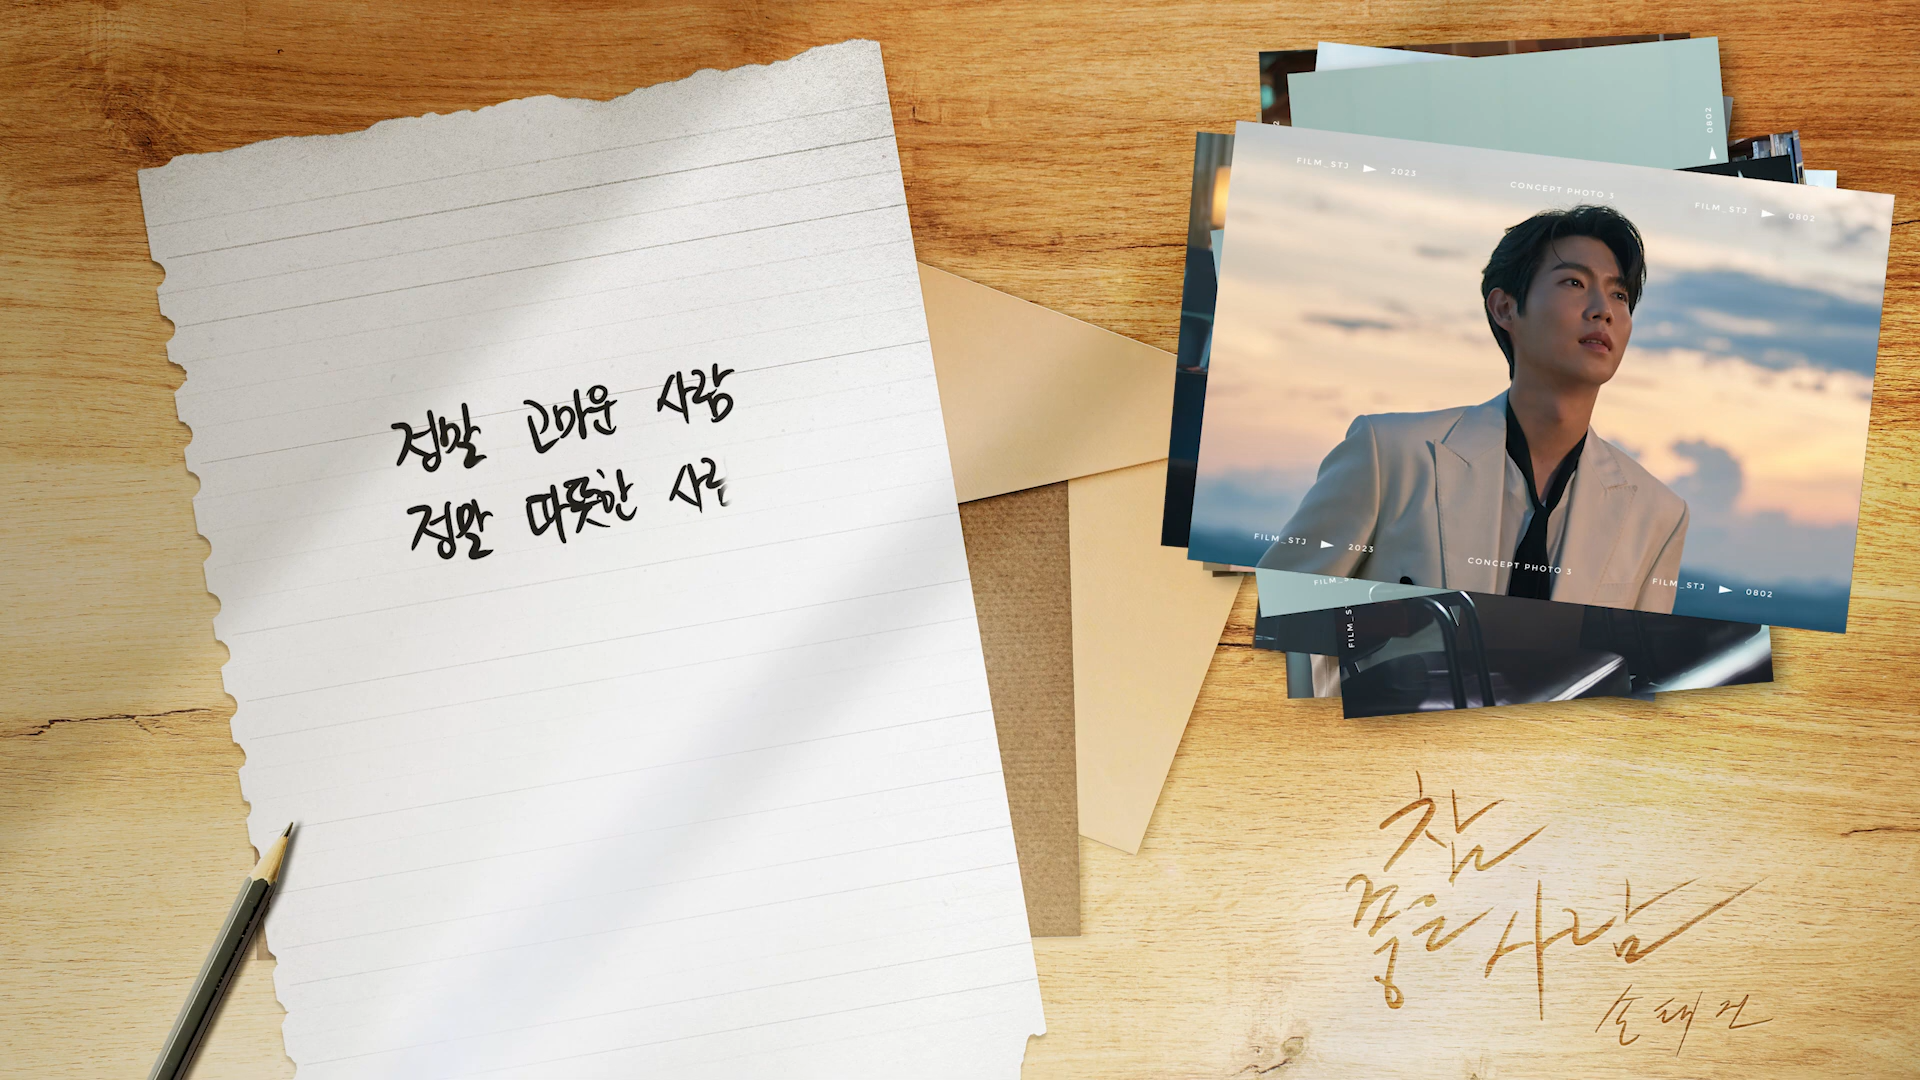 정말 고마운 사람
정말 따뜻한 사
FILM_STJ ▶ 2023
CONCEPT PHOTO 3
FILM_STJ ▶ 0802
0802
FILM_STJ ▶ 2023
CONCEPT PHOTO 3
FILM_STJ ▶ 0802
참
좋은 사람
손태진